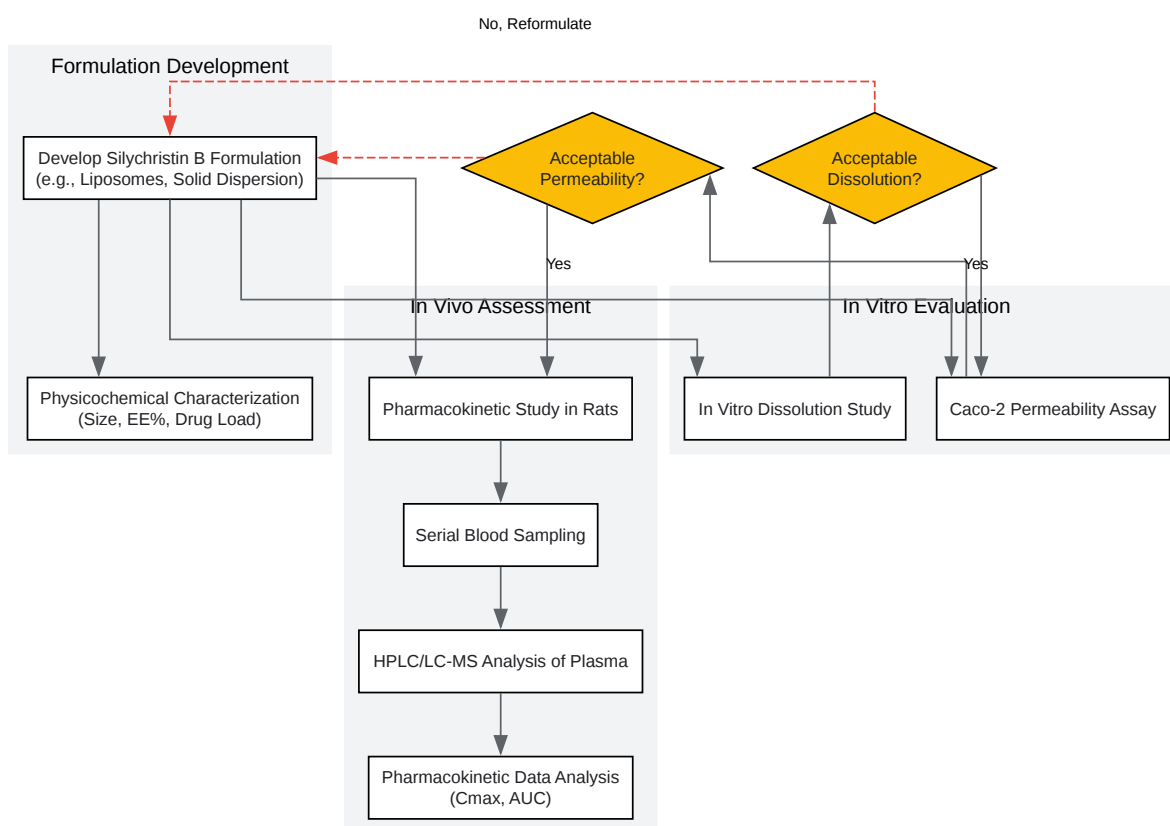 No, Reformulate
Formulation Development
Develop Silychristin B Formulation
(e.g., Liposomes, Solid Dispersion)
Acceptable
Permeability?
Acceptable
Dissolution?
Yes
Yes
In Vivo Assessment
In Vitro Evaluation
Physicochemical Characterization
(Size, EE%, Drug Load)
Pharmacokinetic Study in Rats
In Vitro Dissolution Study
Caco-2 Permeability Assay
Serial Blood Sampling
HPLC/LC-MS Analysis of Plasma
Pharmacokinetic Data Analysis
(Cmax, AUC)